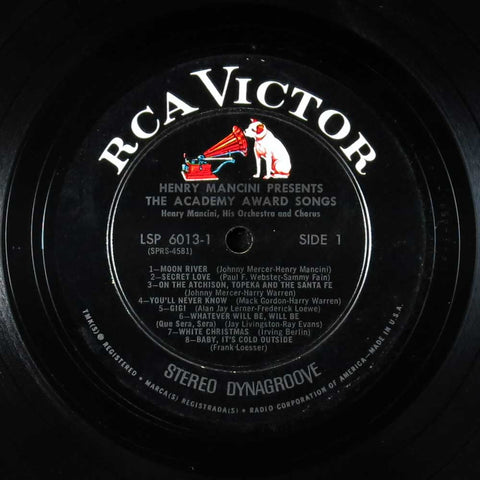 RCA VICTOR
HENRY MANCINI PRESENTS
THE ACADEMY AWARD SONGS
Henry Mancini, His Orchestra and Chorus
LSP 6013-1 SIDE 1
(SPRS-4581)
1—MOON RIVER (Johnny Mercer-Henry Mancini)
2—SECRET LOVE (Paul F. Webster-Sammy Fain)
3—ON THE ATCHISON, TOPEKA AND THE SANTA FE
(Johnny Mercer-Harry Warren)
4—YOU'LL NEVER KNOW (Mack Gordon-Harry Warren)
5—GIGI (Alan Jay Lerner-Frederick Loewe)
6—WHATEVER WILL BE, WILL BE
(Que Sera, Sera) (Jay Livingston-Ray Evans)
7—WHITE CHRISTMAS (Irving Berlin)
8—BABY, IT'S COLD OUTSIDE
(Frank Loesser)
STEREO DYNAGROOVE
TMK(S) ® REGISTERED • MARCA(S) REGISTRADA(S) • RADIO CORPORATION OF AMERICA—MADE IN U.S.A.